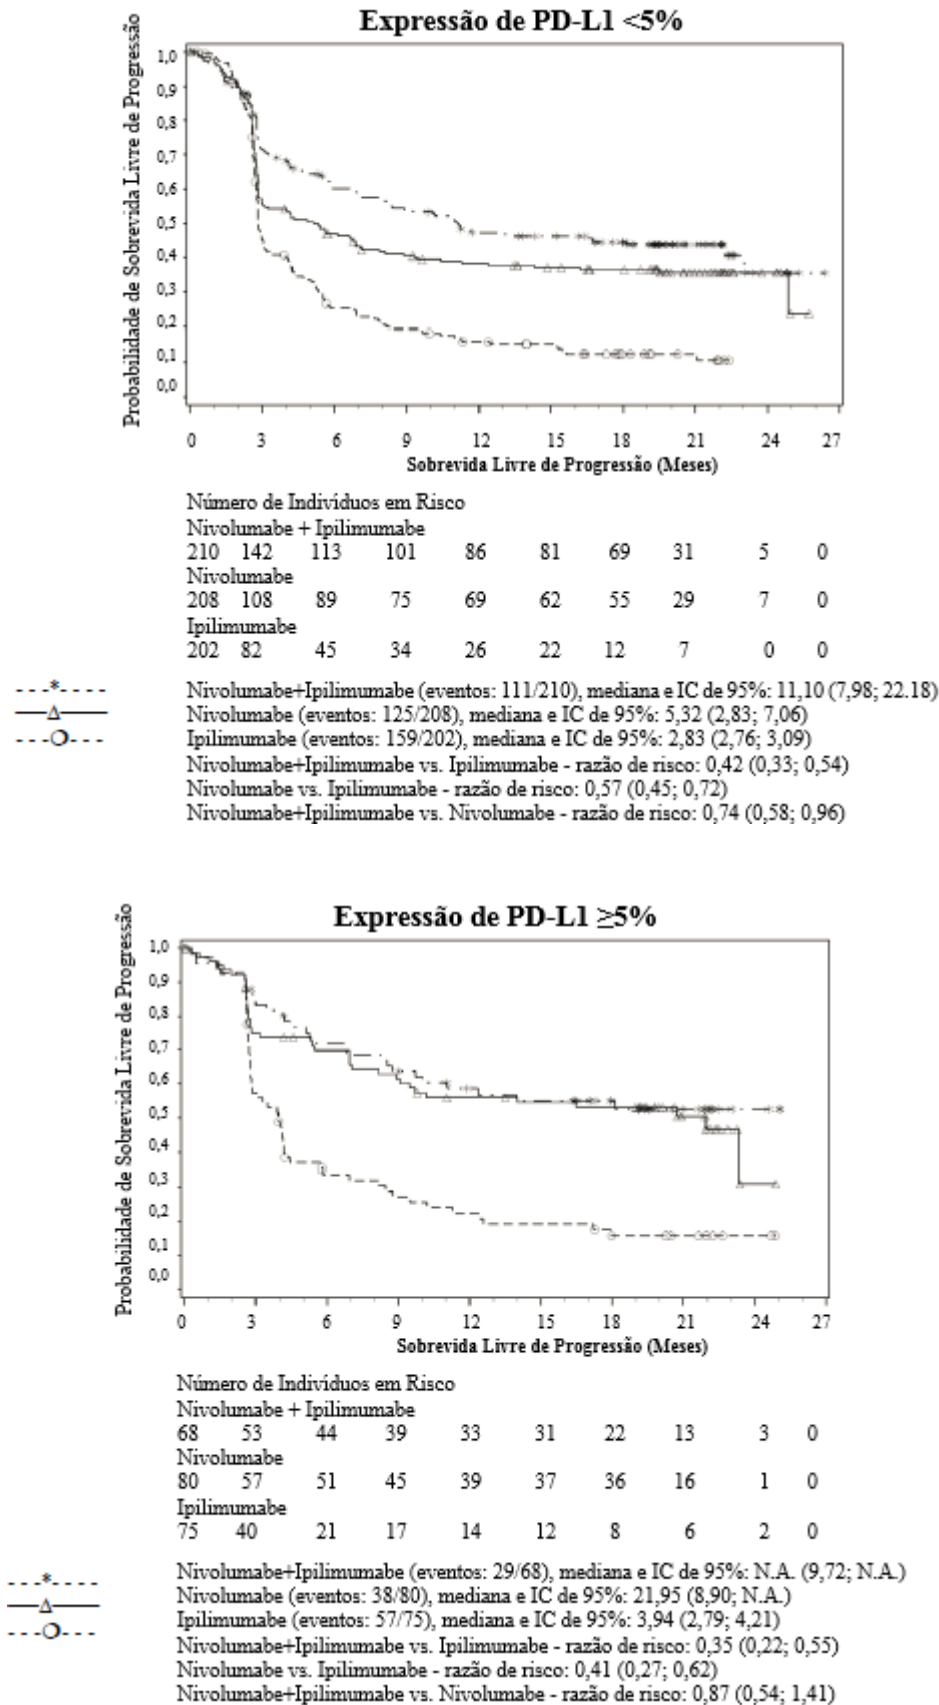 Expressão de PD-L1 <5%
Probabilidade de Sobrevida Livre de Progressão
1,0
0,9
0,8
0,7
0,6
0,5
0,4
0,3
0,2
0,1
0,0
0 3 6 9 12 15 18 21 24 27
Sobrevida Livre de Progressão (Meses)
Número de Indivíduos em Risco
Nivolumabe + Ipilimumabe
210 142 113 101 86 81 69 31 5 0
Nivolumabe
208 108 89 75 69 62 55 29 7 0
Ipilimumabe
202 82 45 34 26 22 12 7 0 0
---*---- Nivolumabe+Ipilimumabe (eventos: 111/210), mediana e IC de 95%: 11,10 (7,98; 22.18)
—Δ— Nivolumabe (eventos: 125/208), mediana e IC de 95%: 5,32 (2,83; 7,06)
---O--- Ipilimumabe (eventos: 159/202), mediana e IC de 95%: 2,83 (2,76; 3,09)
Nivolumabe+Ipilimumabe vs. Ipilimumabe - razão de risco: 0,42 (0,33; 0,54)
Nivolumabe vs. Ipilimumabe - razão de risco: 0,57 (0,45; 0,72)
Nivolumabe+Ipilimumabe vs. Nivolumabe - razão de risco: 0,74 (0,58; 0,96)
Expressão de PD-L1 ≥5%
Probabilidade de Sobrevida Livre de Progressão
1,0
0,9
0,8
0,7
0,6
0,5
0,4
0,3
0,2
0,1
0,0
0 3 6 9 12 15 18 21 24 27
Sobrevida Livre de Progressão (Meses)
Número de Indivíduos em Risco
Nivolumabe + Ipilimumabe
68 53 44 39 33 31 22 13 3 0
Nivolumabe
80 57 51 45 39 37 36 16 1 0
Ipilimumabe
75 40 21 17 14 12 8 6 2 0
---*---- Nivolumabe+Ipilimumabe (eventos: 29/68), mediana e IC de 95%: N.A. (9,72; N.A.)
—Δ— Nivolumabe (eventos: 38/80), mediana e IC de 95%: 21,95 (8,90; N.A.)
---O--- Ipilimumabe (eventos: 57/75), mediana e IC de 95%: 3,94 (2,79; 4,21)
Nivolumabe+Ipilimumabe vs. Ipilimumabe - razão de risco: 0,35 (0,22; 0,55)
Nivolumabe vs. Ipilimumabe - razão de risco: 0,41 (0,27; 0,62)
Nivolumabe+Ipilimumabe vs. Nivolumabe - razão de risco: 0,87 (0,54; 1,41)